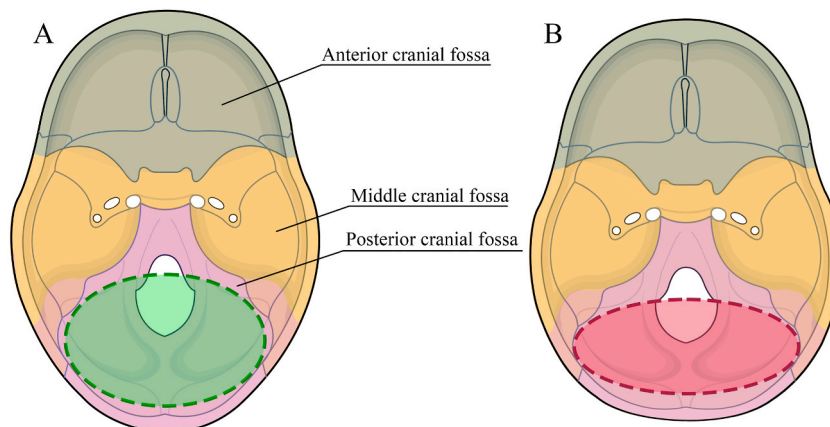 A
B
Anterior cranial fossa
Middle cranial fossa
Posterior cranial fossa